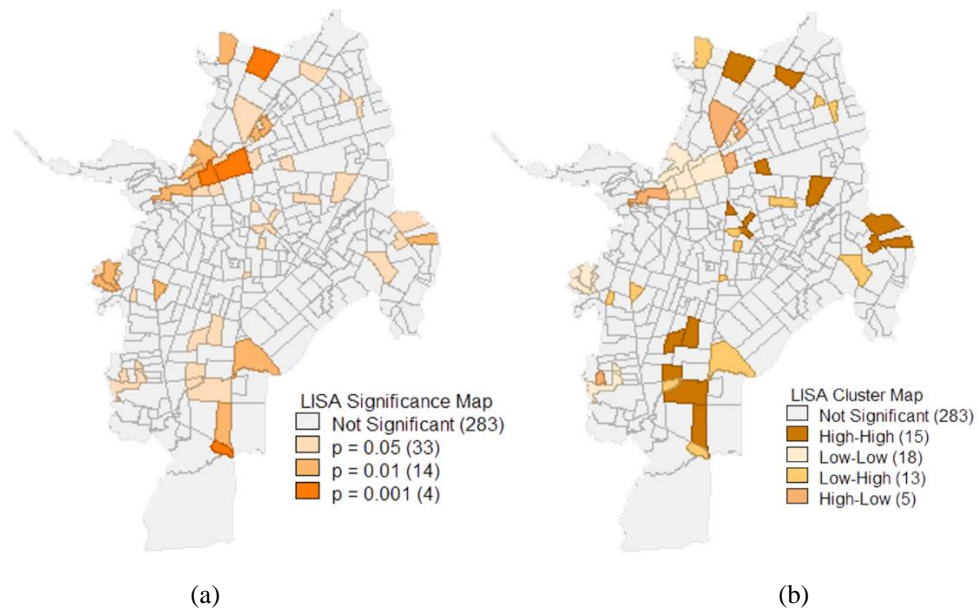 LISA Significance Map
Not Significant (283)
p = 0.05 (33)
p = 0.01 (14)
p = 0.001 (4)
LISA Cluster Map
Not Significant (283)
High-High (15)
Low-Low (18)
Low-High (13)
High-Low (5)
(a)
(b)